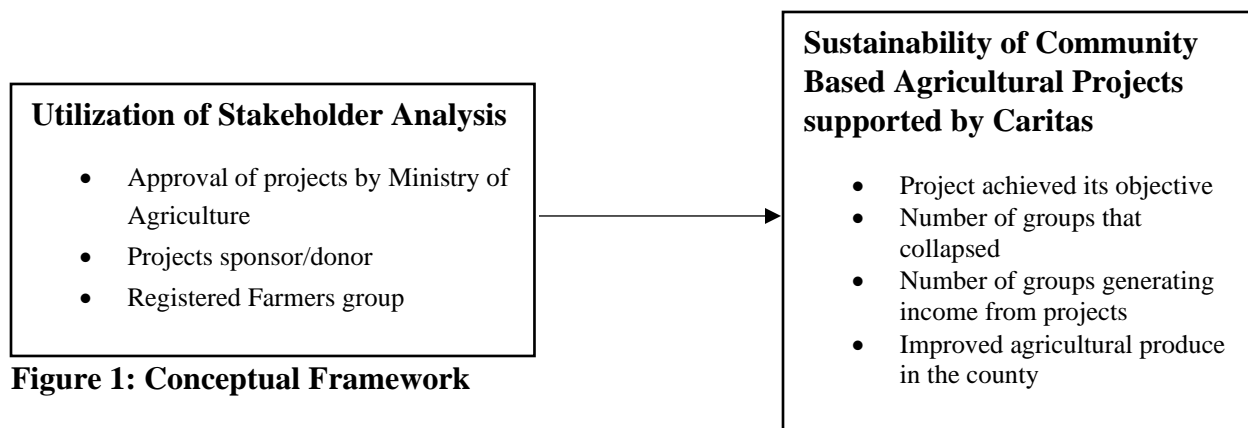 Utilization of Stakeholder Analysis
• Approval of projects by Ministry of
Agriculture
• Projects sponsor/donor
• Registered Farmers group
Sustainability of Community
Based Agricultural Projects
supported by Caritas
• Project achieved its objective
• Number of groups that
collapsed
• Number of groups generating
income from projects
• Improved agricultural produce
in the county
Figure 1: Conceptual Framework